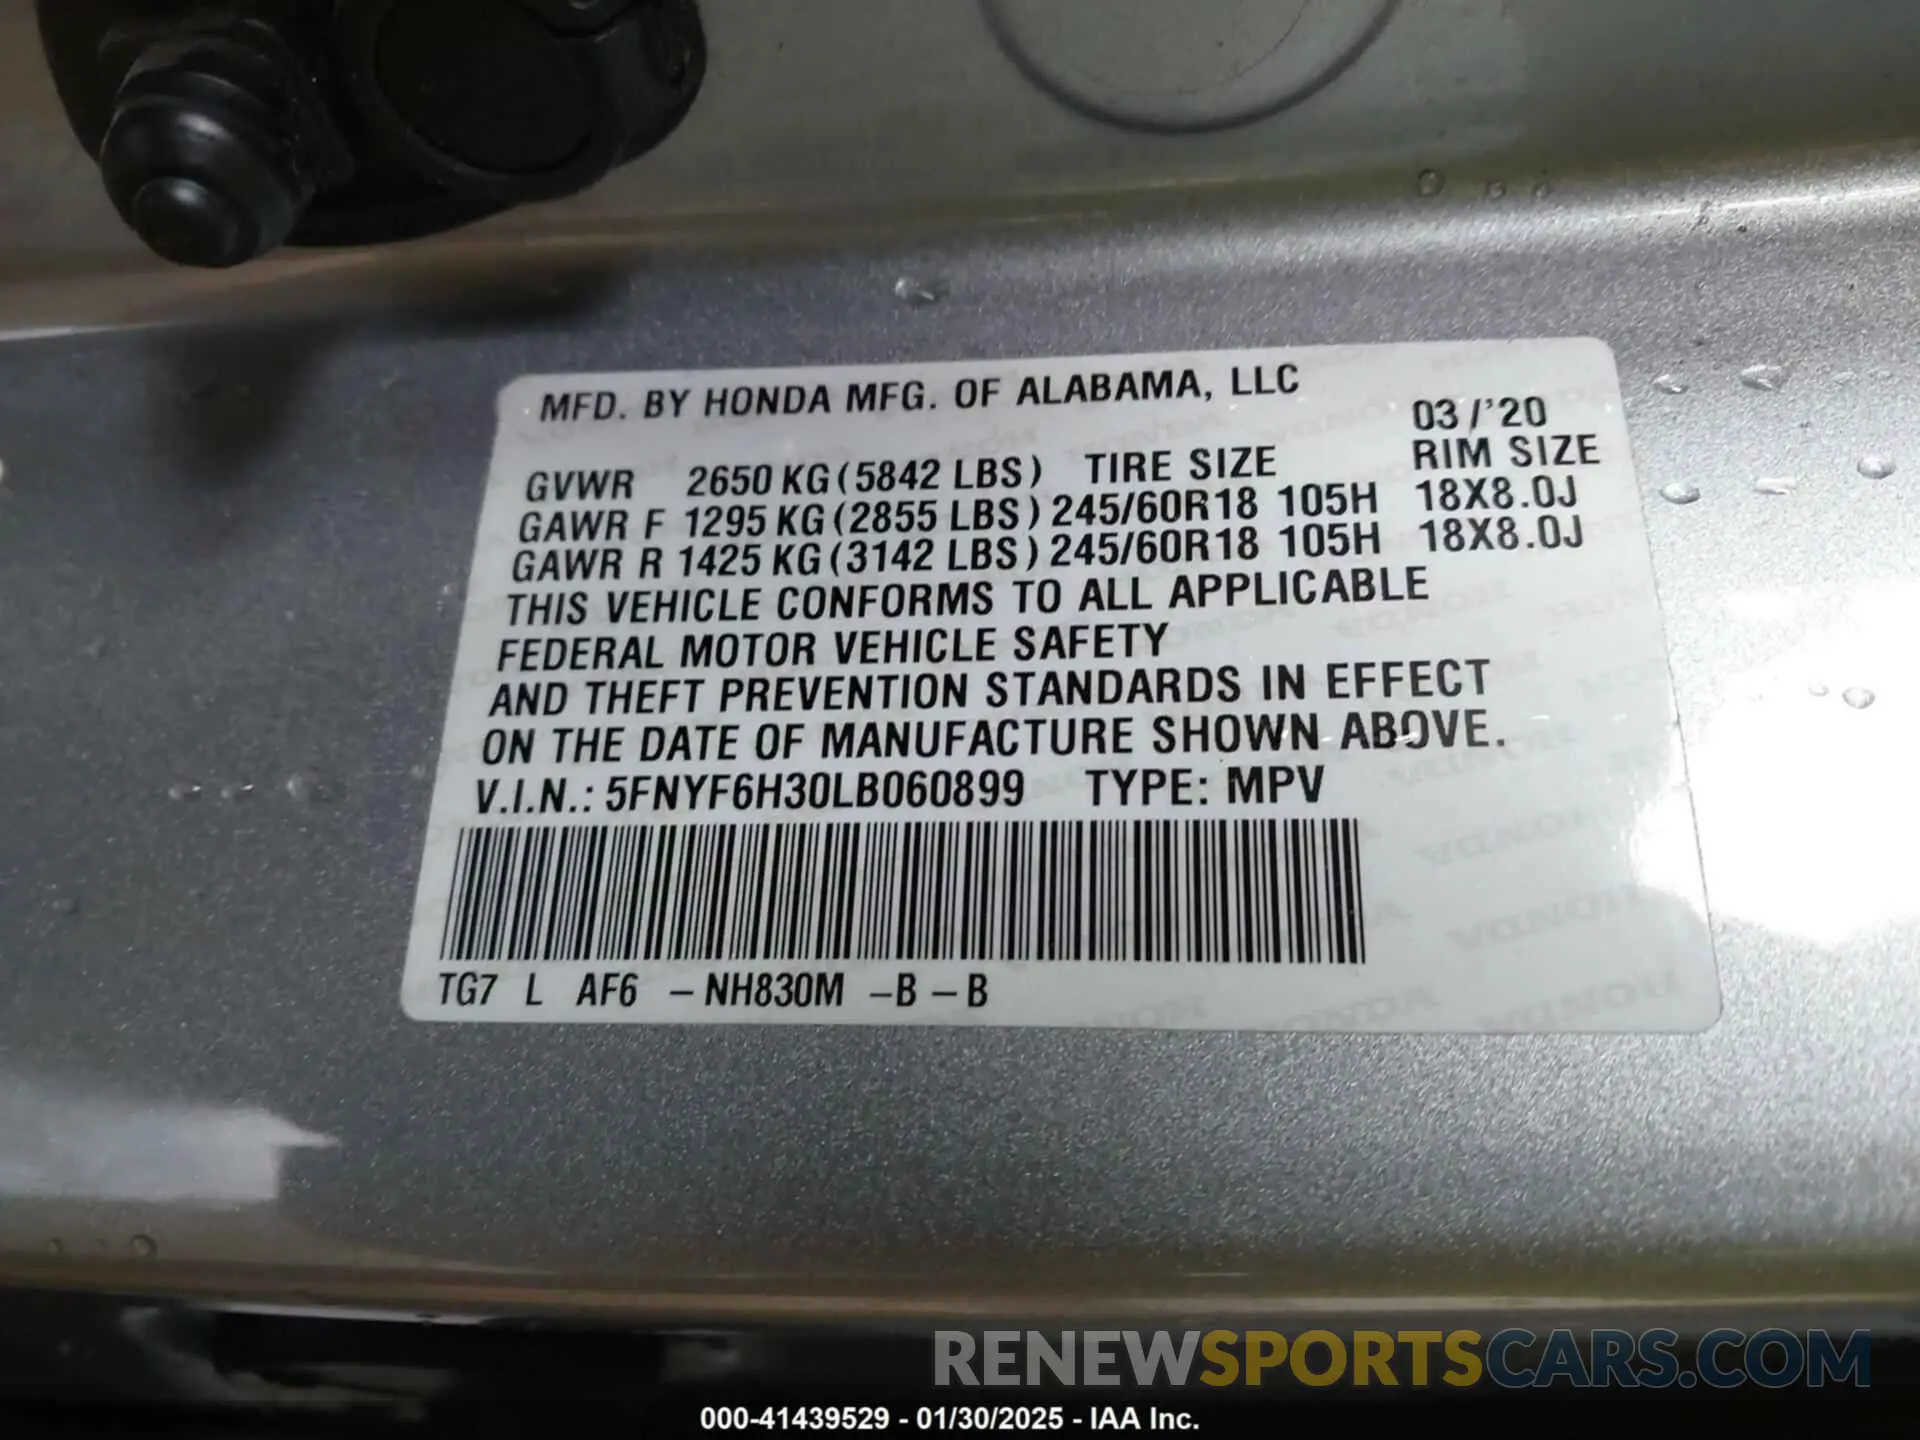 MFD. BY HONDA MFG. OF ALABAMA, LLC
03 /'20
GVWR 2650 KG (5842 LBS) TIRE SIZE RIM SIZE
GAWR F 1295 KG (2855 LBS) 245/60R18 105H 18X8.0J
GAWR R 1425 KG (3142 LBS) 245/60R18 105H 18X8.0J
THIS VEHICLE CONFORMS TO ALL APPLICABLE
FEDERAL MOTOR VEHICLE SAFETY
AND THEFT PREVENTION STANDARDS IN EFFECT
ON THE DATE OF MANUFACTURE SHOWN ABOVE.
V.I.N.: 5FNYF6H30LB060899 TYPE: MPV
TG7 L AF6 –NH830M –B –B
RENEWSPORTSCARS.COM
000-41439529 - 01/30/2025 - IAA Inc.